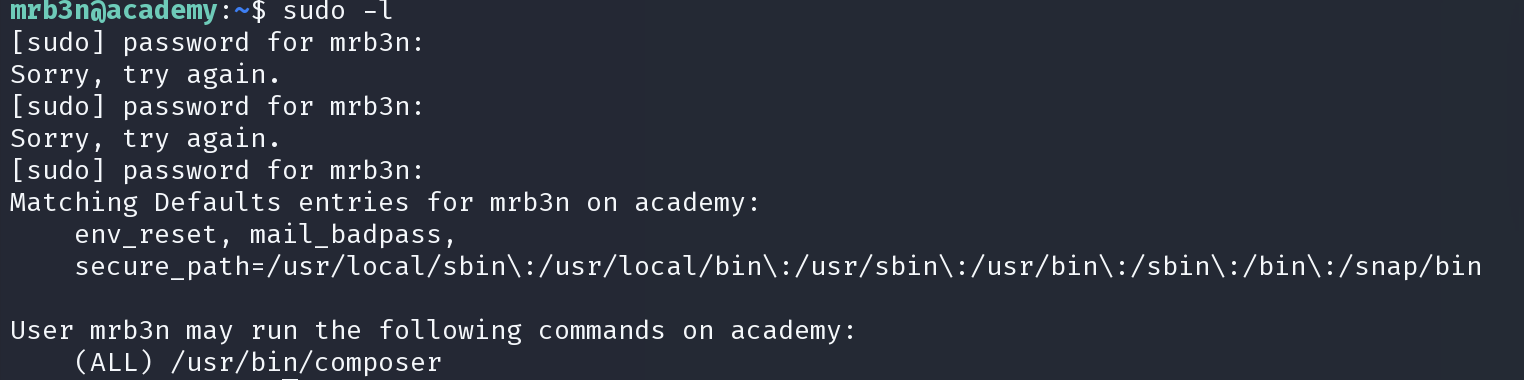 mrb3n@academy:~$ sudo -l
[sudo] password for mrb3n:
Sorry, try again.
[sudo] password for mrb3n:
Sorry, try again.
[sudo] password for mrb3n:
Matching Defaults entries for mrb3n on academy:
    env_reset, mail_badpass,
    secure_path=/usr/local/sbin\:/usr/local/bin\:/usr/sbin\:/usr/bin\:/sbin\:/bin\:/snap/bin

User mrb3n may run the following commands on academy:
    (ALL) /usr/bin/composer